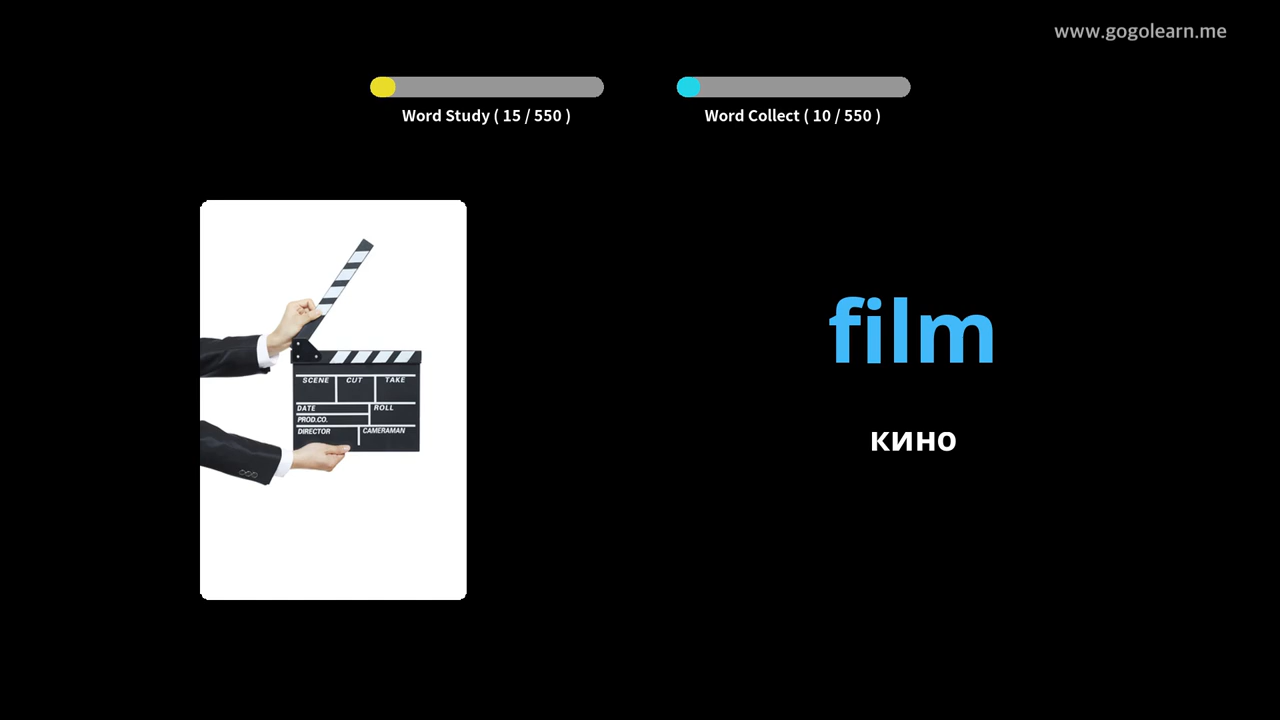 www.gogolearn.me
Word Study ( 15 / 550 )
Word Collect ( 10 / 550 )
SCENE CUT TAKE
DATE ROLL
PROD.CO.
DIRECTOR CAMERAMAN
film
кино